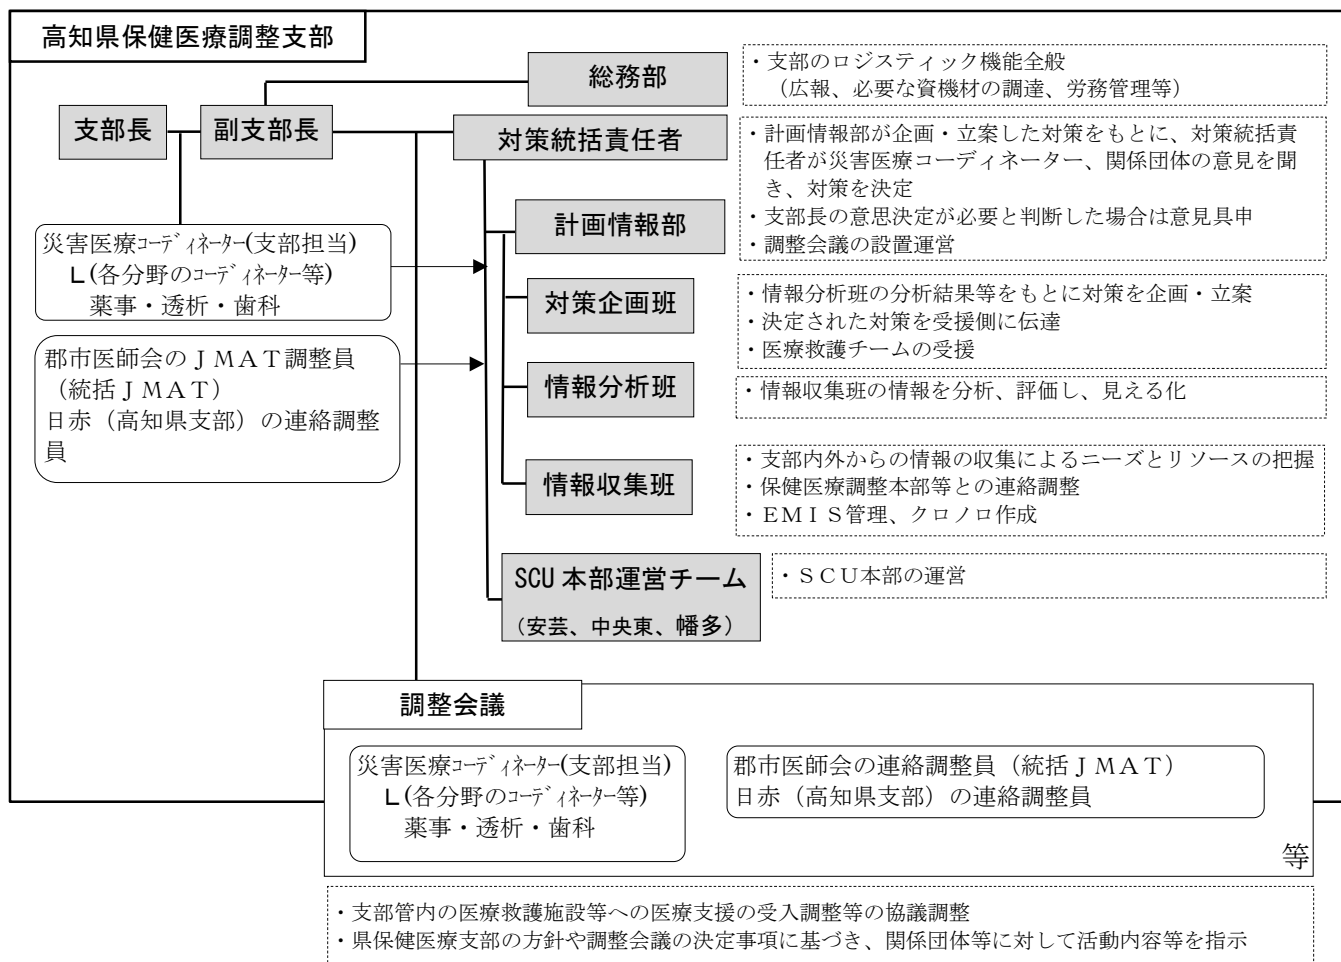 高知県保健医療調整支部
総務部
・支部のロジスティック機能全般
（広報、必要な資機材の調達、労務管理等）
支部長
副支部長
対策統括責任者
・計画情報部が企画・立案した対策をもとに、対策統括責
任者が災害医療コーディネーター、関係団体の意見を聞
き、対策を決定
・支部長の意思決定が必要と判断した場合は意見具申
・調整会議の設置運営
計画情報部
災害医療ｺｰﾃﾞｨﾈｰﾀｰ(支部担当)
L(各分野のｺｰﾃﾞｨﾈｰﾀｰ等)
薬事・透析・歯科
対策企画班
・情報分析班の分析結果等をもとに対策を企画・立案
・決定された対策を受援側に伝達
・医療救護チームの受援
郡市医師会のＪＭＡＴ調整員
（統括ＪＭＡＴ）
日赤（高知県支部）の連絡調整
員
情報分析班
・情報収集班の情報を分析、評価し、見える化
情報収集班
・支部内外からの情報の収集によるニーズとリソースの把握
・保健医療調整本部等との連絡調整
・ＥＭＩＳ管理、クロノロ作成
SCU 本部運営チーム
（安芸、中央東、幡多）
・ＳＣＵ本部の運営
調整会議
災害医療ｺｰﾃﾞｨﾈｰﾀｰ(支部担当)
L(各分野のｺｰﾃﾞｨﾈｰﾀｰ等)
薬事・透析・歯科
郡市医師会の連絡調整員（統括ＪＭＡＴ）
日赤（高知県支部）の連絡調整員
等
・支部管内の医療救護施設等への医療支援の受入調整等の協議調整
・県保健医療支部の方針や調整会議の決定事項に基づき、関係団体等に対して活動内容等を指示